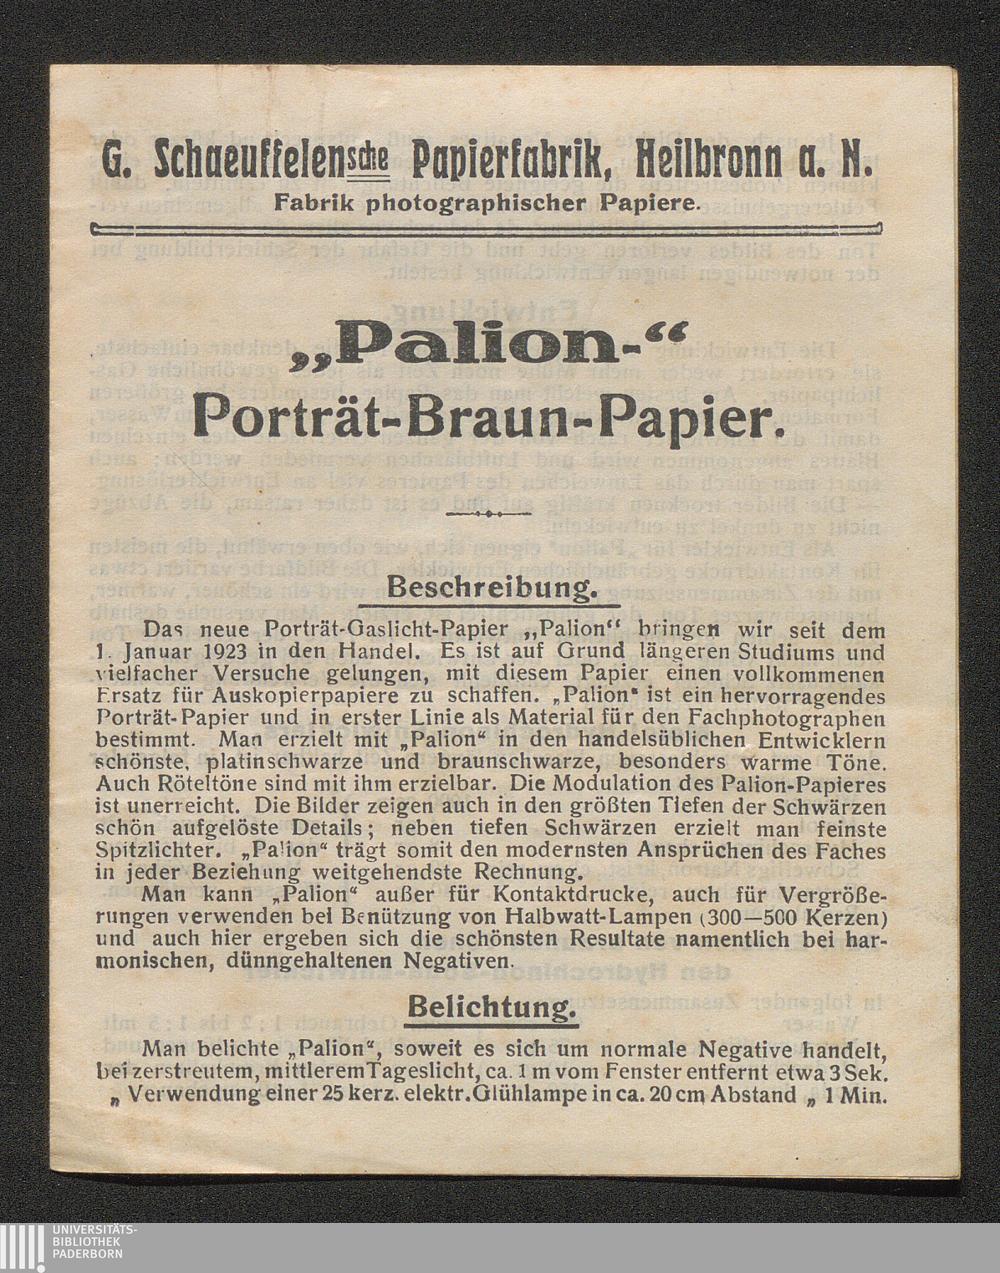 G. Schaeuffelensche Papierfabrik, Heilbronn a. N.
Fabrik photographischer Papiere.
„Palion-“
Porträt-Braun-Papier.
Beschreibung.
Das neue Porträt-Gaslicht-Papier „Palion“ bringen wir seit dem
1. Januar 1923 in den Handel. Es ist auf Grund längeren Studiums und
vielfacher Versuche gelungen, mit diesem Papier einen vollkommenen
Ersatz für Auskopierpapiere zu schaffen. „Palion“ ist ein hervorragendes
Porträt-Papier und in erster Linie als Material für den Fachphotographen
bestimmt. Man erzielt mit „Palion“ in den handelsüblichen Entwicklern
schönste, platinschwarze und braunschwarze, besonders warme Töne.
Auch Röteltöne sind mit ihm erzielbar. Die Modulation des Palion-Papieres
ist unerreicht. Die Bilder zeigen auch in den größten Tiefen der Schwärzen
schön aufgelöste Details; neben tiefen Schwärzen erzielt man feinste
Spitzlichter. „Palion“ trägt somit den modernsten Ansprüchen des Faches
in jeder Beziehung weitgehendste Rechnung.
Man kann „Palion“ außer für Kontaktdrucke, auch für Vergröße-
rungen verwenden bei Benützung von Halbwatt-Lampen (300—500 Kerzen)
und auch hier ergeben sich die schönsten Resultate namentlich bei har-
monischen, dünngehaltenen Negativen.
Belichtung.
Man belichte „Palion“, soweit es sich um normale Negative handelt,
bei zerstreutem, mittlerem Tageslicht, ca. 1 m vom Fenster entfernt etwa 3 Sek.
„ Verwendung einer 25 kerz. elektr. Glühlampe in ca. 20 cm Abstand „ 1 Min.
UNIVERSITÄTS-
BIBLIOTHEK
PADERBORN